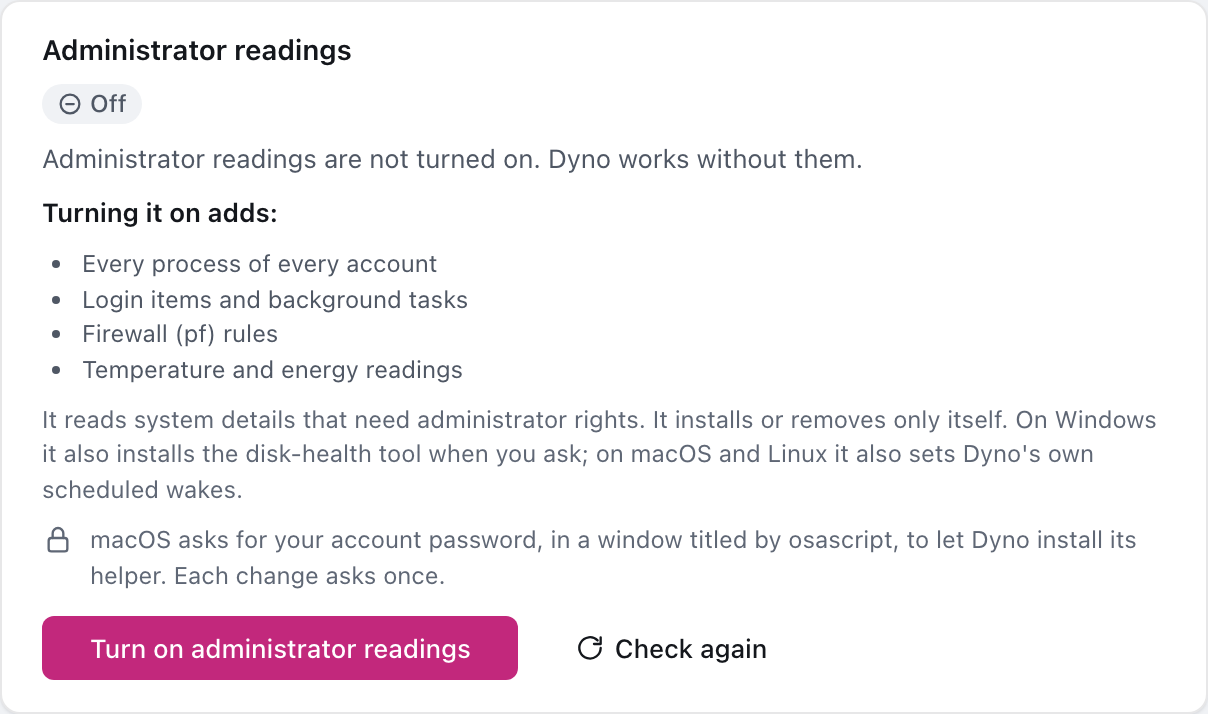 Administrator readings
Off
Administrator readings are not turned on. Dyno works without them.
Turning it on adds:
• Every process of every account
• Login items and background tasks
• Firewall (pf) rules
• Temperature and energy readings
It reads system details that need administrator rights. It installs or removes only itself. On Windows
it also installs the disk-health tool when you ask; on macOS and Linux it also sets Dyno's own
scheduled wakes.
macOS asks for your account password, in a window titled by osascript, to let Dyno install its
helper. Each change asks once.
Turn on administrator readings
Check again